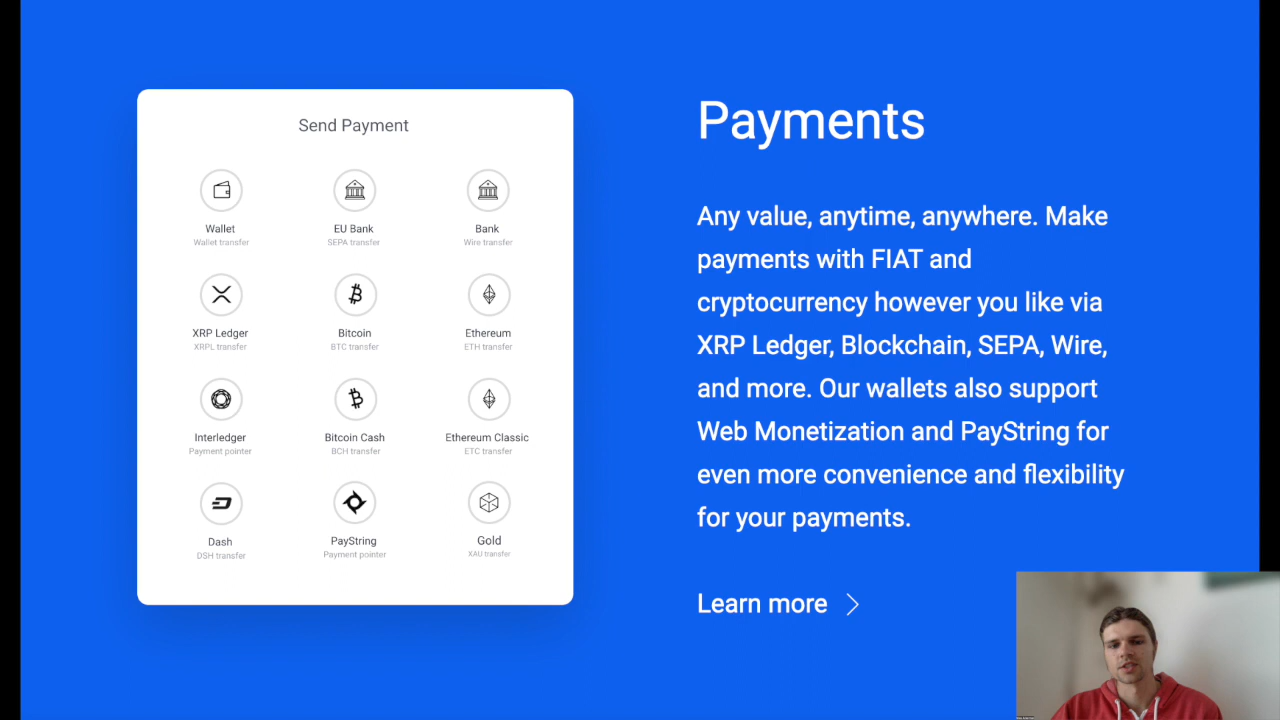 Send Payment
Payments
Wallet
Wallet transfer
EU Bank
SEPA transfer
Bank
Wire transfer
XRP Ledger
XRPL transfer
Bitcoin
BTC transfer
Ethereum
ETH transfer
Interledger
Payment pointer
Bitcoin Cash
BCH transfer
Ethereum Classic
ETC transfer
Dash
DSH transfer
PayString
Payment pointer
Gold
XAU transfer
Any value, anytime, anywhere. Make
payments with FIAT and
cryptocurrency however you like via
XRP Ledger, Blockchain, SEPA, Wire,
and more. Our wallets also support
Web Monetization and PayString for
even more convenience and flexibility
for your payments.
Learn more